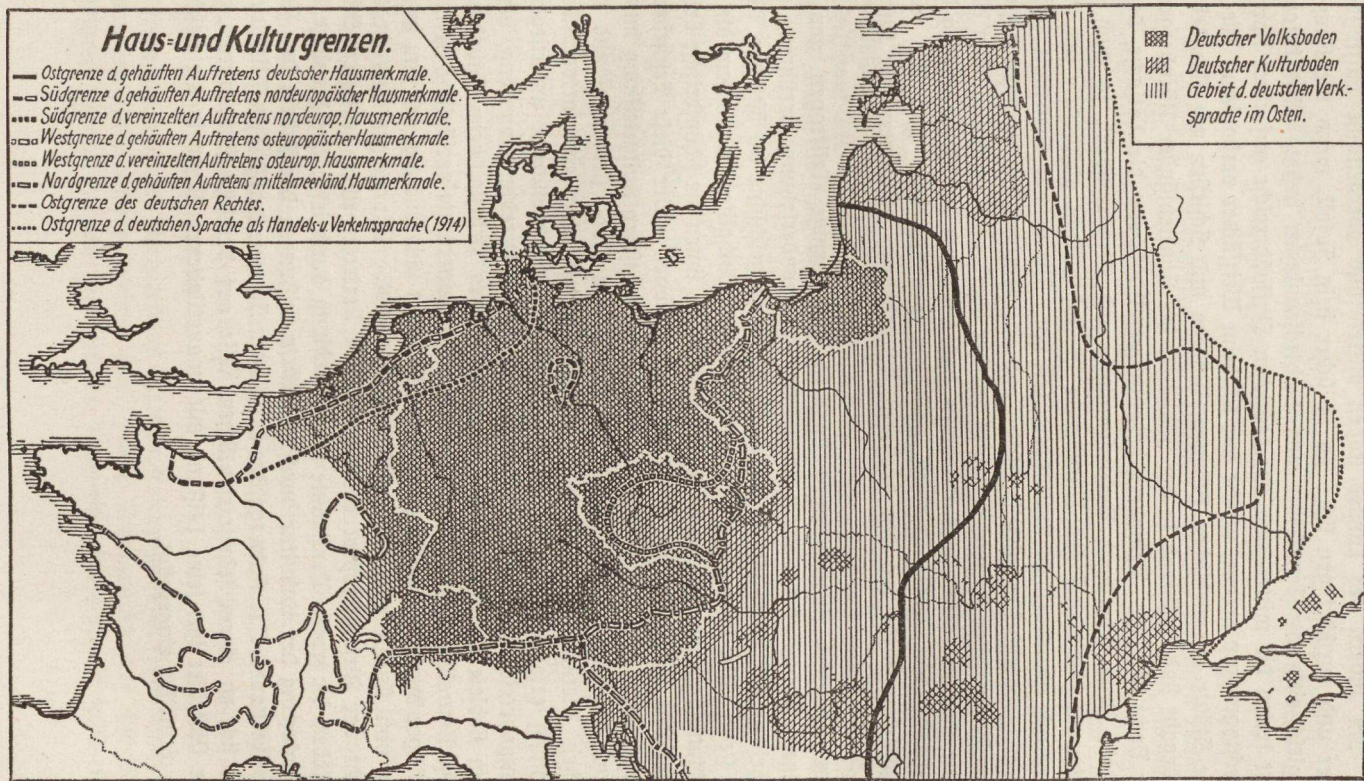 Haus=und Kulturgrenzen.
Ostgrenze d. gehäuften Auftretens deutscher Hausmerkmale.
Südgrenze d. gehäuften Auftretens nordeuropäischer Hausmerkmale.
Südgrenze d. vereinzelten Auftretens nordeurop. Hausmerkmale.
Westgrenze d. gehäuften Auftretens osteuropäischer Hausmerkmale.
Westgrenze d. vereinzelten Auftretens osteurop. Hausmerkmale.
Nordgrenze d. gehäuften Auftretens mittelmeerländ. Hausmerkmale.
Ostgrenze des deutschen Rechtes.
Ostgrenze d. deutschen Sprache als Handels-u Verkehrssprache (1914)
Deutscher Volksboden
Deutscher Kulturboden
Gebiet d. deutschen Verk.-
sprache im Osten.